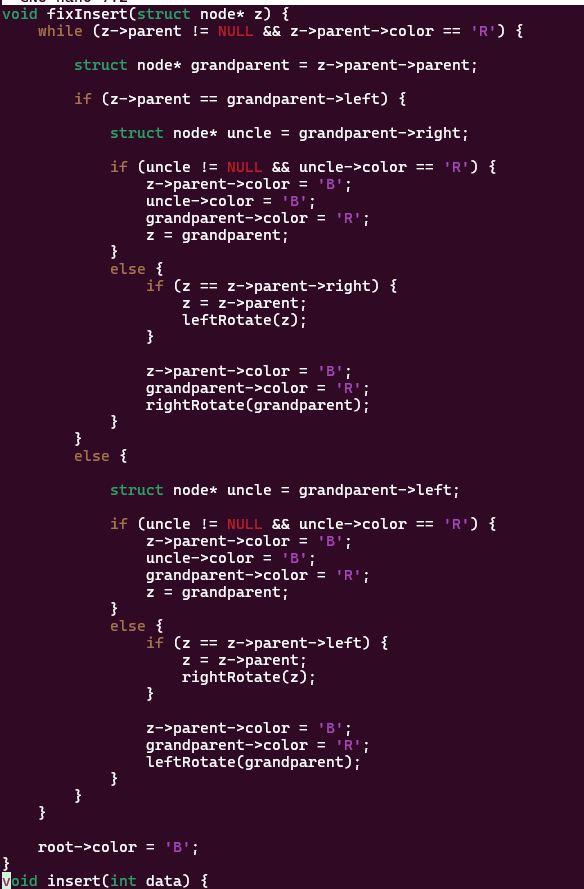 void fixInsert(struct node* z) {
    while (z->parent != NULL && z->parent->color == 'R') {

        struct node* grandparent = z->parent->parent;

        if (z->parent == grandparent->left) {

            struct node* uncle = grandparent->right;

            if (uncle != NULL && uncle->color == 'R') {
                z->parent->color = 'B';
                uncle->color = 'B';
                grandparent->color = 'R';
                z = grandparent;
            }
            else {
                if (z == z->parent->right) {
                    z = z->parent;
                    leftRotate(z);
                }

                z->parent->color = 'B';
                grandparent->color = 'R';
                rightRotate(grandparent);
            }
        }
        else {

            struct node* uncle = grandparent->left;

            if (uncle != NULL && uncle->color == 'R') {
                z->parent->color = 'B';
                uncle->color = 'B';
                grandparent->color = 'R';
                z = grandparent;
            }
            else {
                if (z == z->parent->left) {
                    z = z->parent;
                    rightRotate(z);
                }

                z->parent->color = 'B';
                grandparent->color = 'R';
                leftRotate(grandparent);
            }
        }
    }

    root->color = 'B';
}
void insert(int data) {